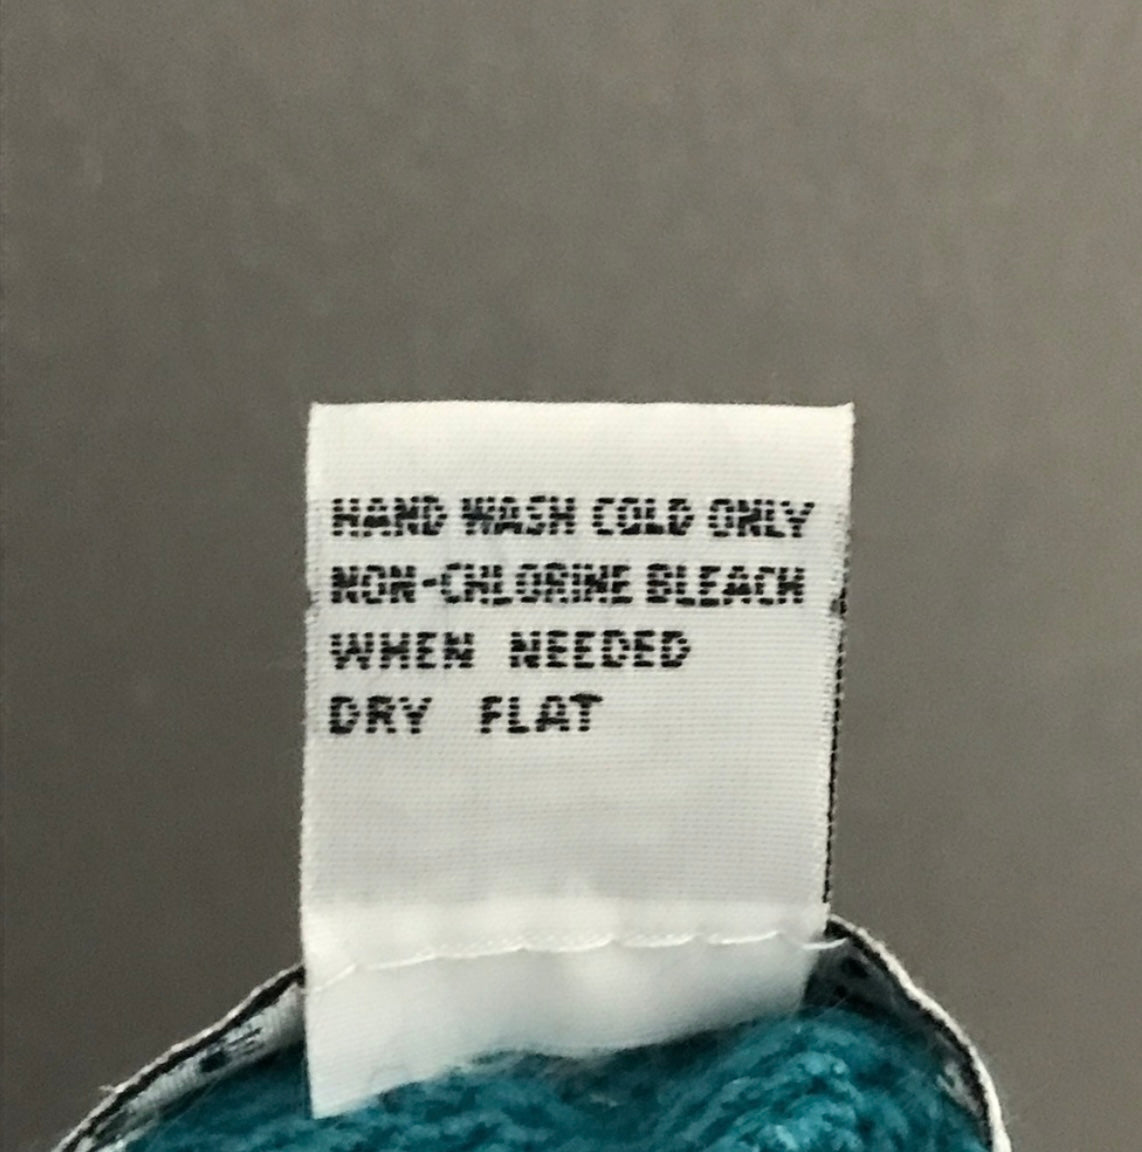 HAND WASH COLD ONLY
NON-CHLORINE BLEACH
WHEN NEEDED
DRY FLAT